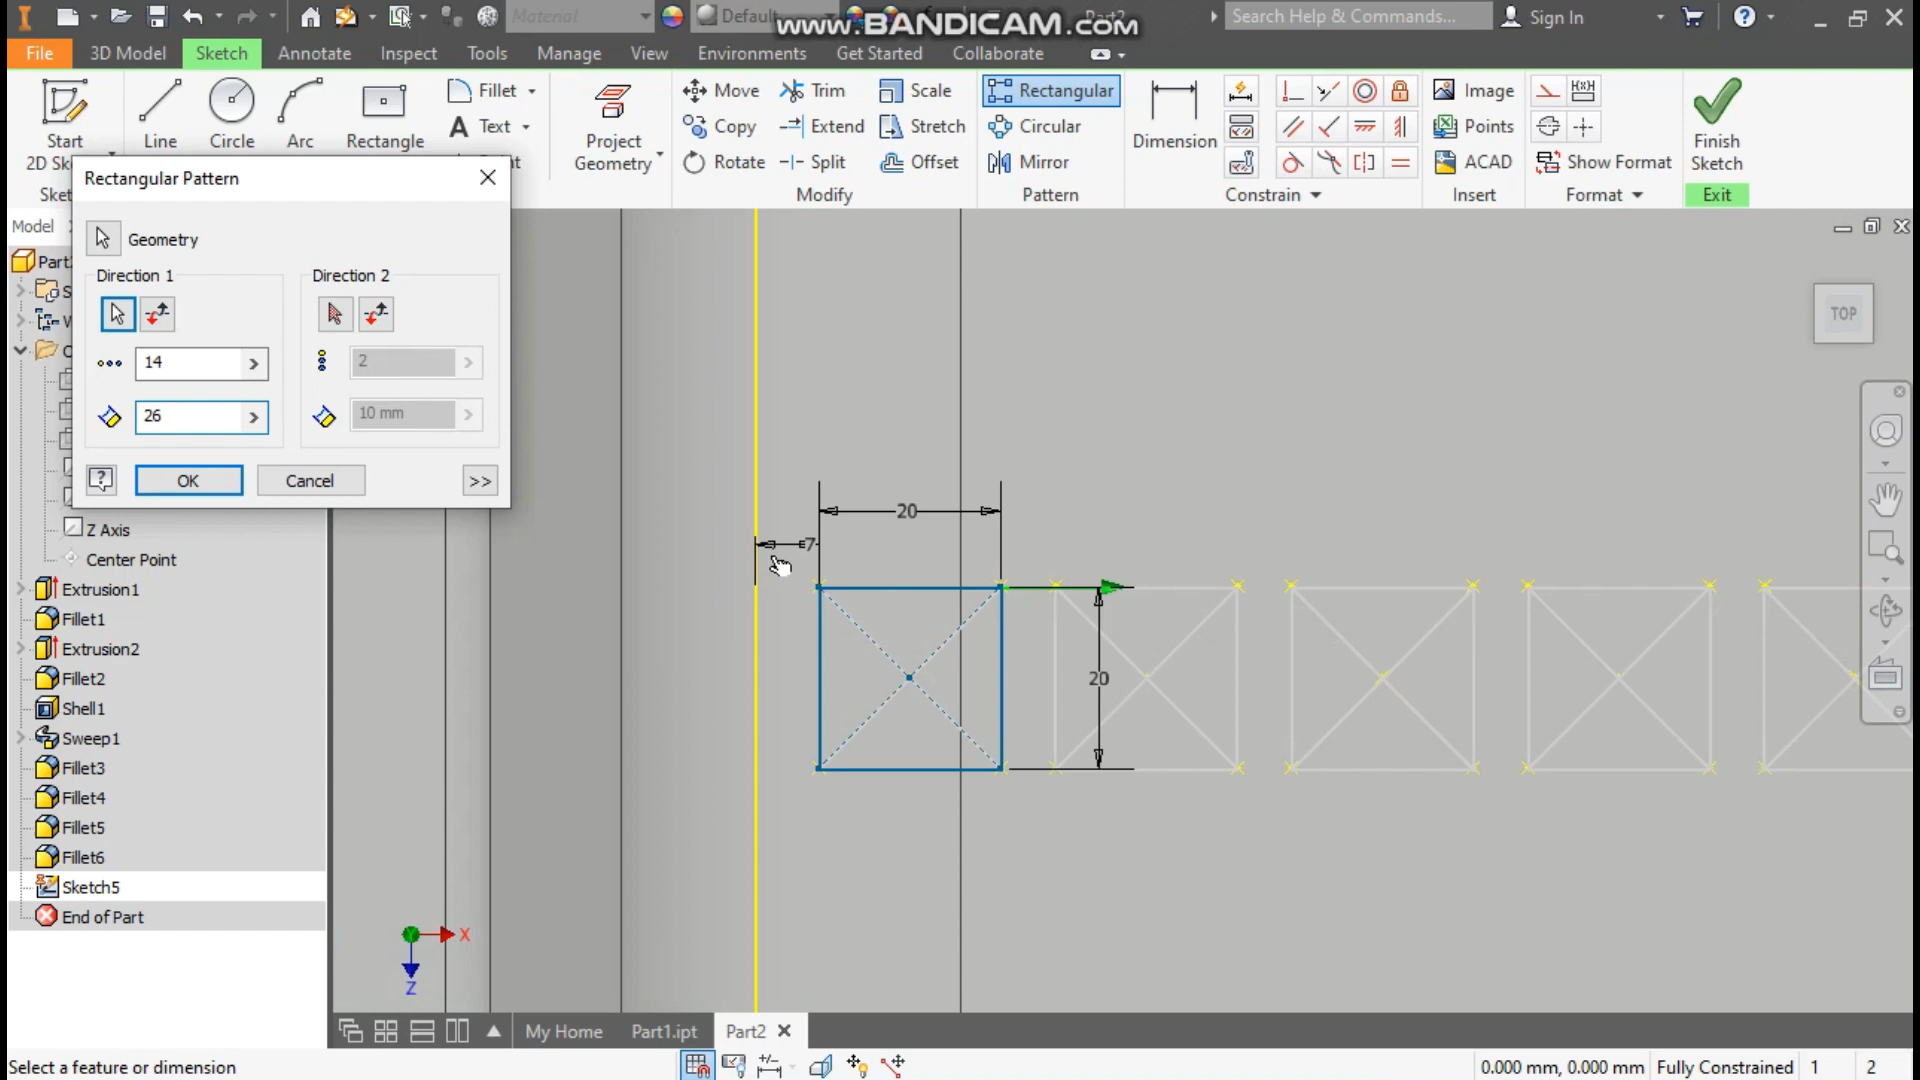 Material
Default
www.BANDICAM.com
Search Help & Commands...
Sign In
File
3D Model
Sketch
Annotate
Inspect
Tools
Manage
View
Environments
Get Started
Collaborate
Start
2D Sk
Line
Circle
Arc
Rectangle
Fillet
Text
Project
Geometry
Move
Trim
Scale
Copy
Extend
Stretch
Rotate
Split
Offset
Rectangular
Circular
Mirror
Dimension
Image
Points
ACAD
Show Format
Finish
Sketch
Sket
Modify
Pattern
Constrain
Insert
Format
Exit
Rectangular Pattern
Geometry
Direction 1
Direction 2
14
2
26
10 mm
OK
Cancel
>>
Model
Part
Z Axis
Center Point
Extrusion1
Fillet1
Extrusion2
Fillet2
Shell1
Sweep1
Fillet3
Fillet4
Fillet5
Fillet6
Sketch5
End of Part
TOP
20
7
20
X
Z
My Home
Part1.ipt
Part2
Select a feature or dimension
0.000 mm, 0.000 mm
Fully Constrained
1
2